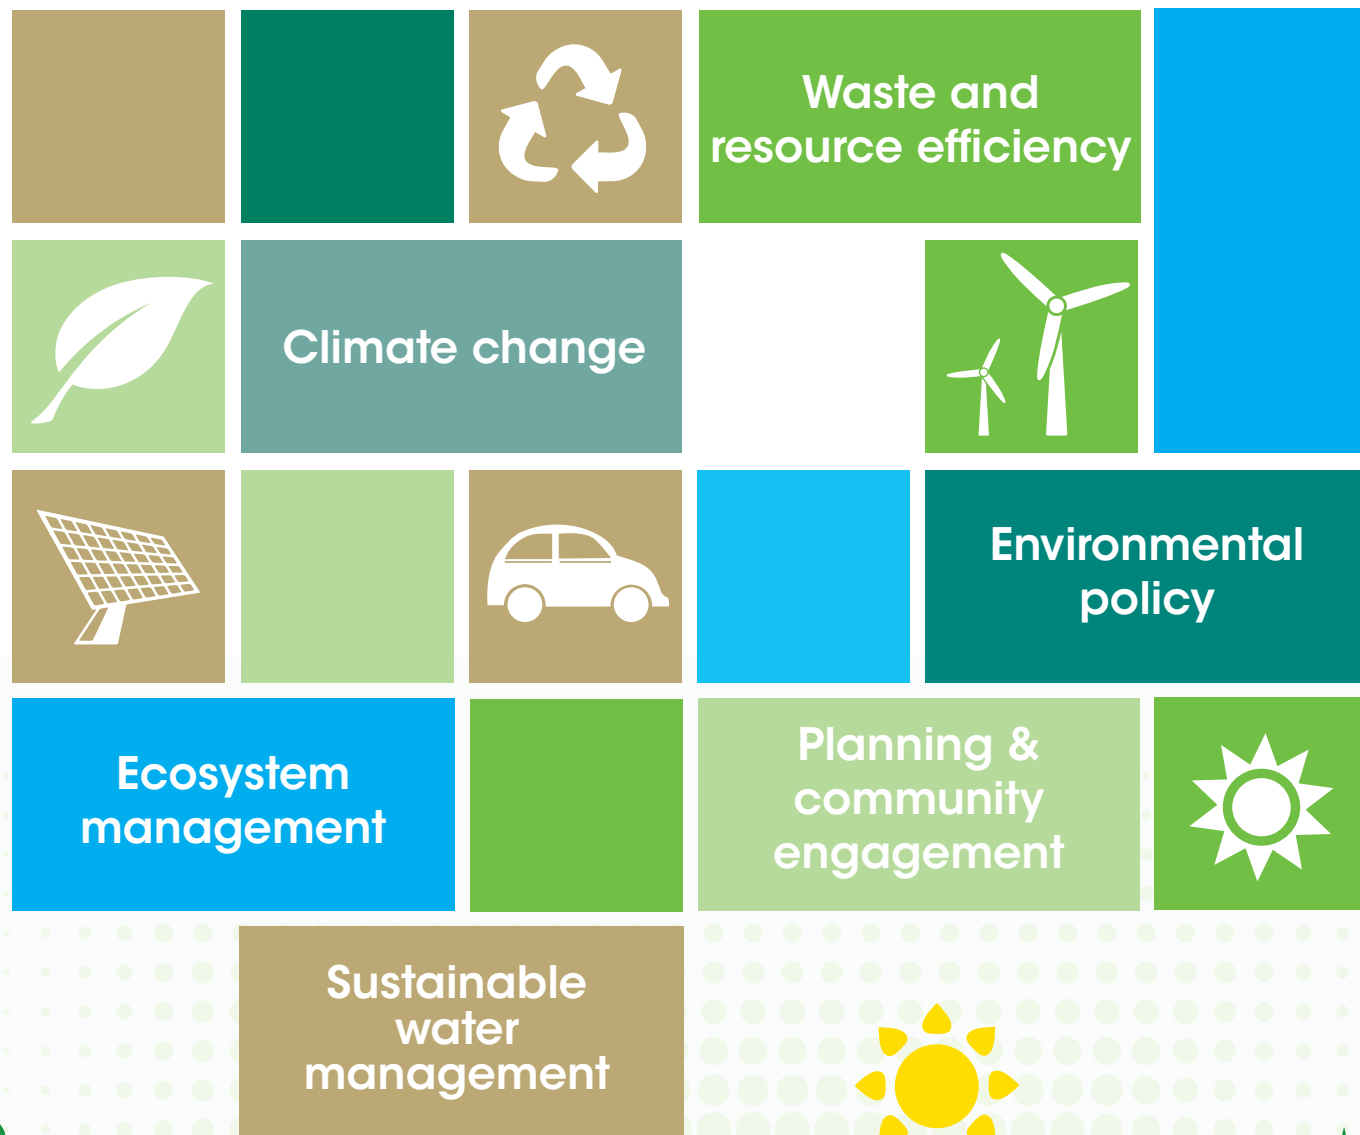 Waste and
resource efficiency
Climate change
Environmental
policy
Ecosystem
management
Planning &
community
engagement
Sustainable
water
management